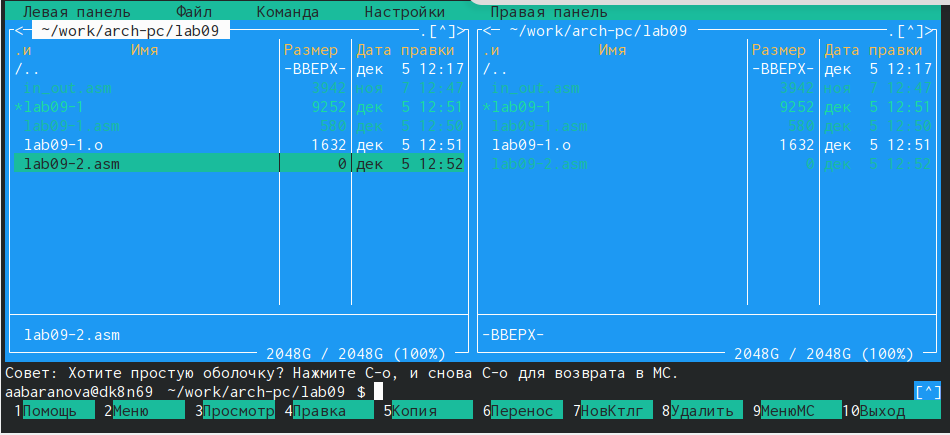 Левая панель Файл Команда Настройки Правая панель
<- ~/work/arch-pc/lab09 .[^]>
.и Имя Размер Дата правки
/.. -ВВЕРХ- дек 5 12:17
in_out.asm 3942 ноя 7 12:47
*lab09-1 9252 дек 5 12:51
lab09-1.asm 580 дек 5 12:50
lab09-1.o 1632 дек 5 12:51
lab09-2.asm 0 дек 5 12:52
lab09-2.asm
2048G / 2048G (100%)
<- ~/work/arch-pc/lab09 .[^]>
.и Имя Размер Дата правки
/.. -ВВЕРХ- дек 5 12:17
in_out.asm 3942 ноя 7 12:47
*lab09-1 9252 дек 5 12:51
lab09-1.asm 580 дек 5 12:50
lab09-1.o 1632 дек 5 12:51
lab09-2.asm 0 дек 5 12:52
-ВВЕРХ-
2048G / 2048G (100%)
Совет: Хотите простую оболочку? Нажмите C-o, и снова C-o для возврата в MC.
aabaranova@dk8n69 ~/work/arch-pc/lab09 $ [^]
1Помощь 2Меню 3Просмотр 4Правка 5Копия 6Перенос 7НовКтлг 8Удалить 9МенюMC 10Выход